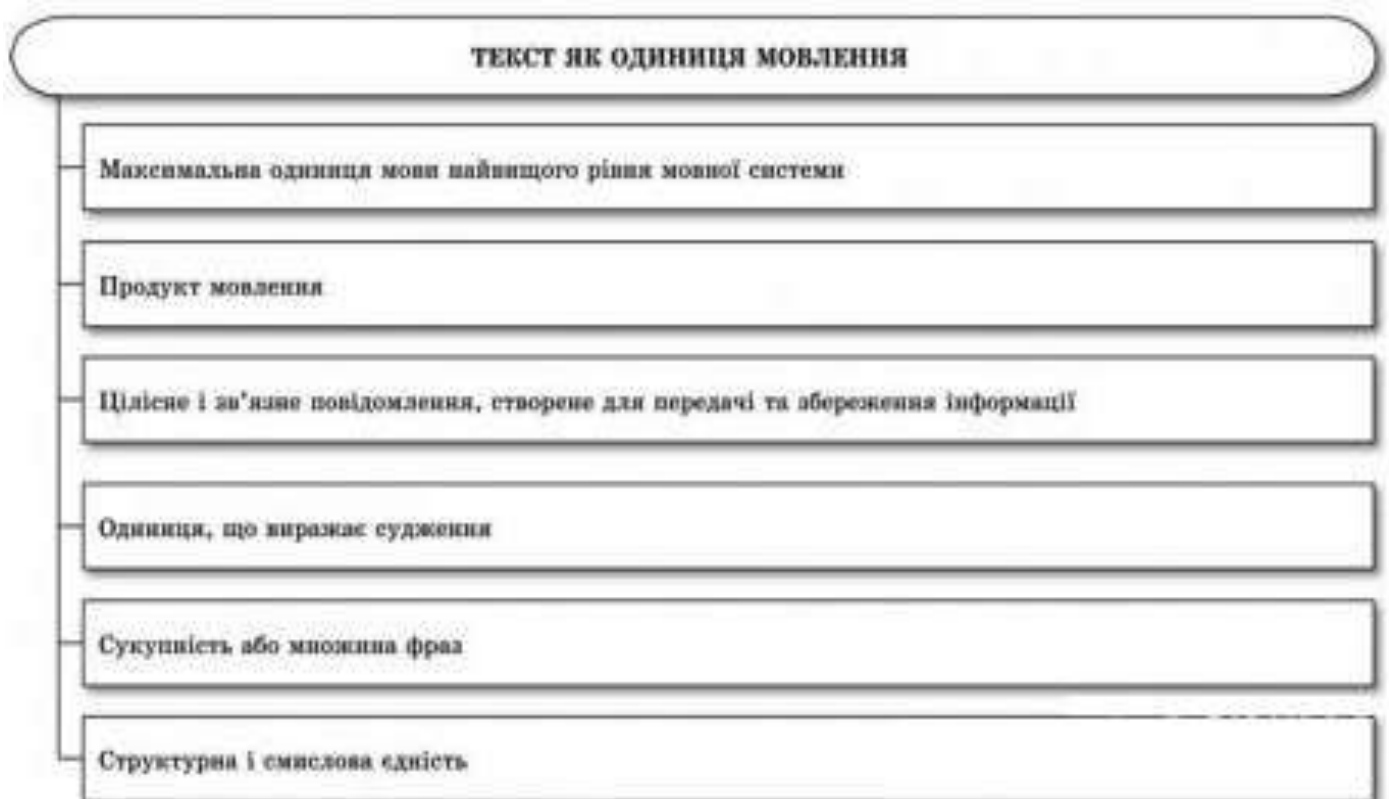 ТЕКСТ ЯК ОДИНИЦЯ МОВЛЕННЯ
Максимальна одиниця мови найвищого рівня мовної системи
Продукт мовлення
Цілісне і зв’язне повідомлення, створене для передачі та збереження інформації
Одиниця, що виражає судження
Сукупність або множина фраз
Структурна і смислова єдність